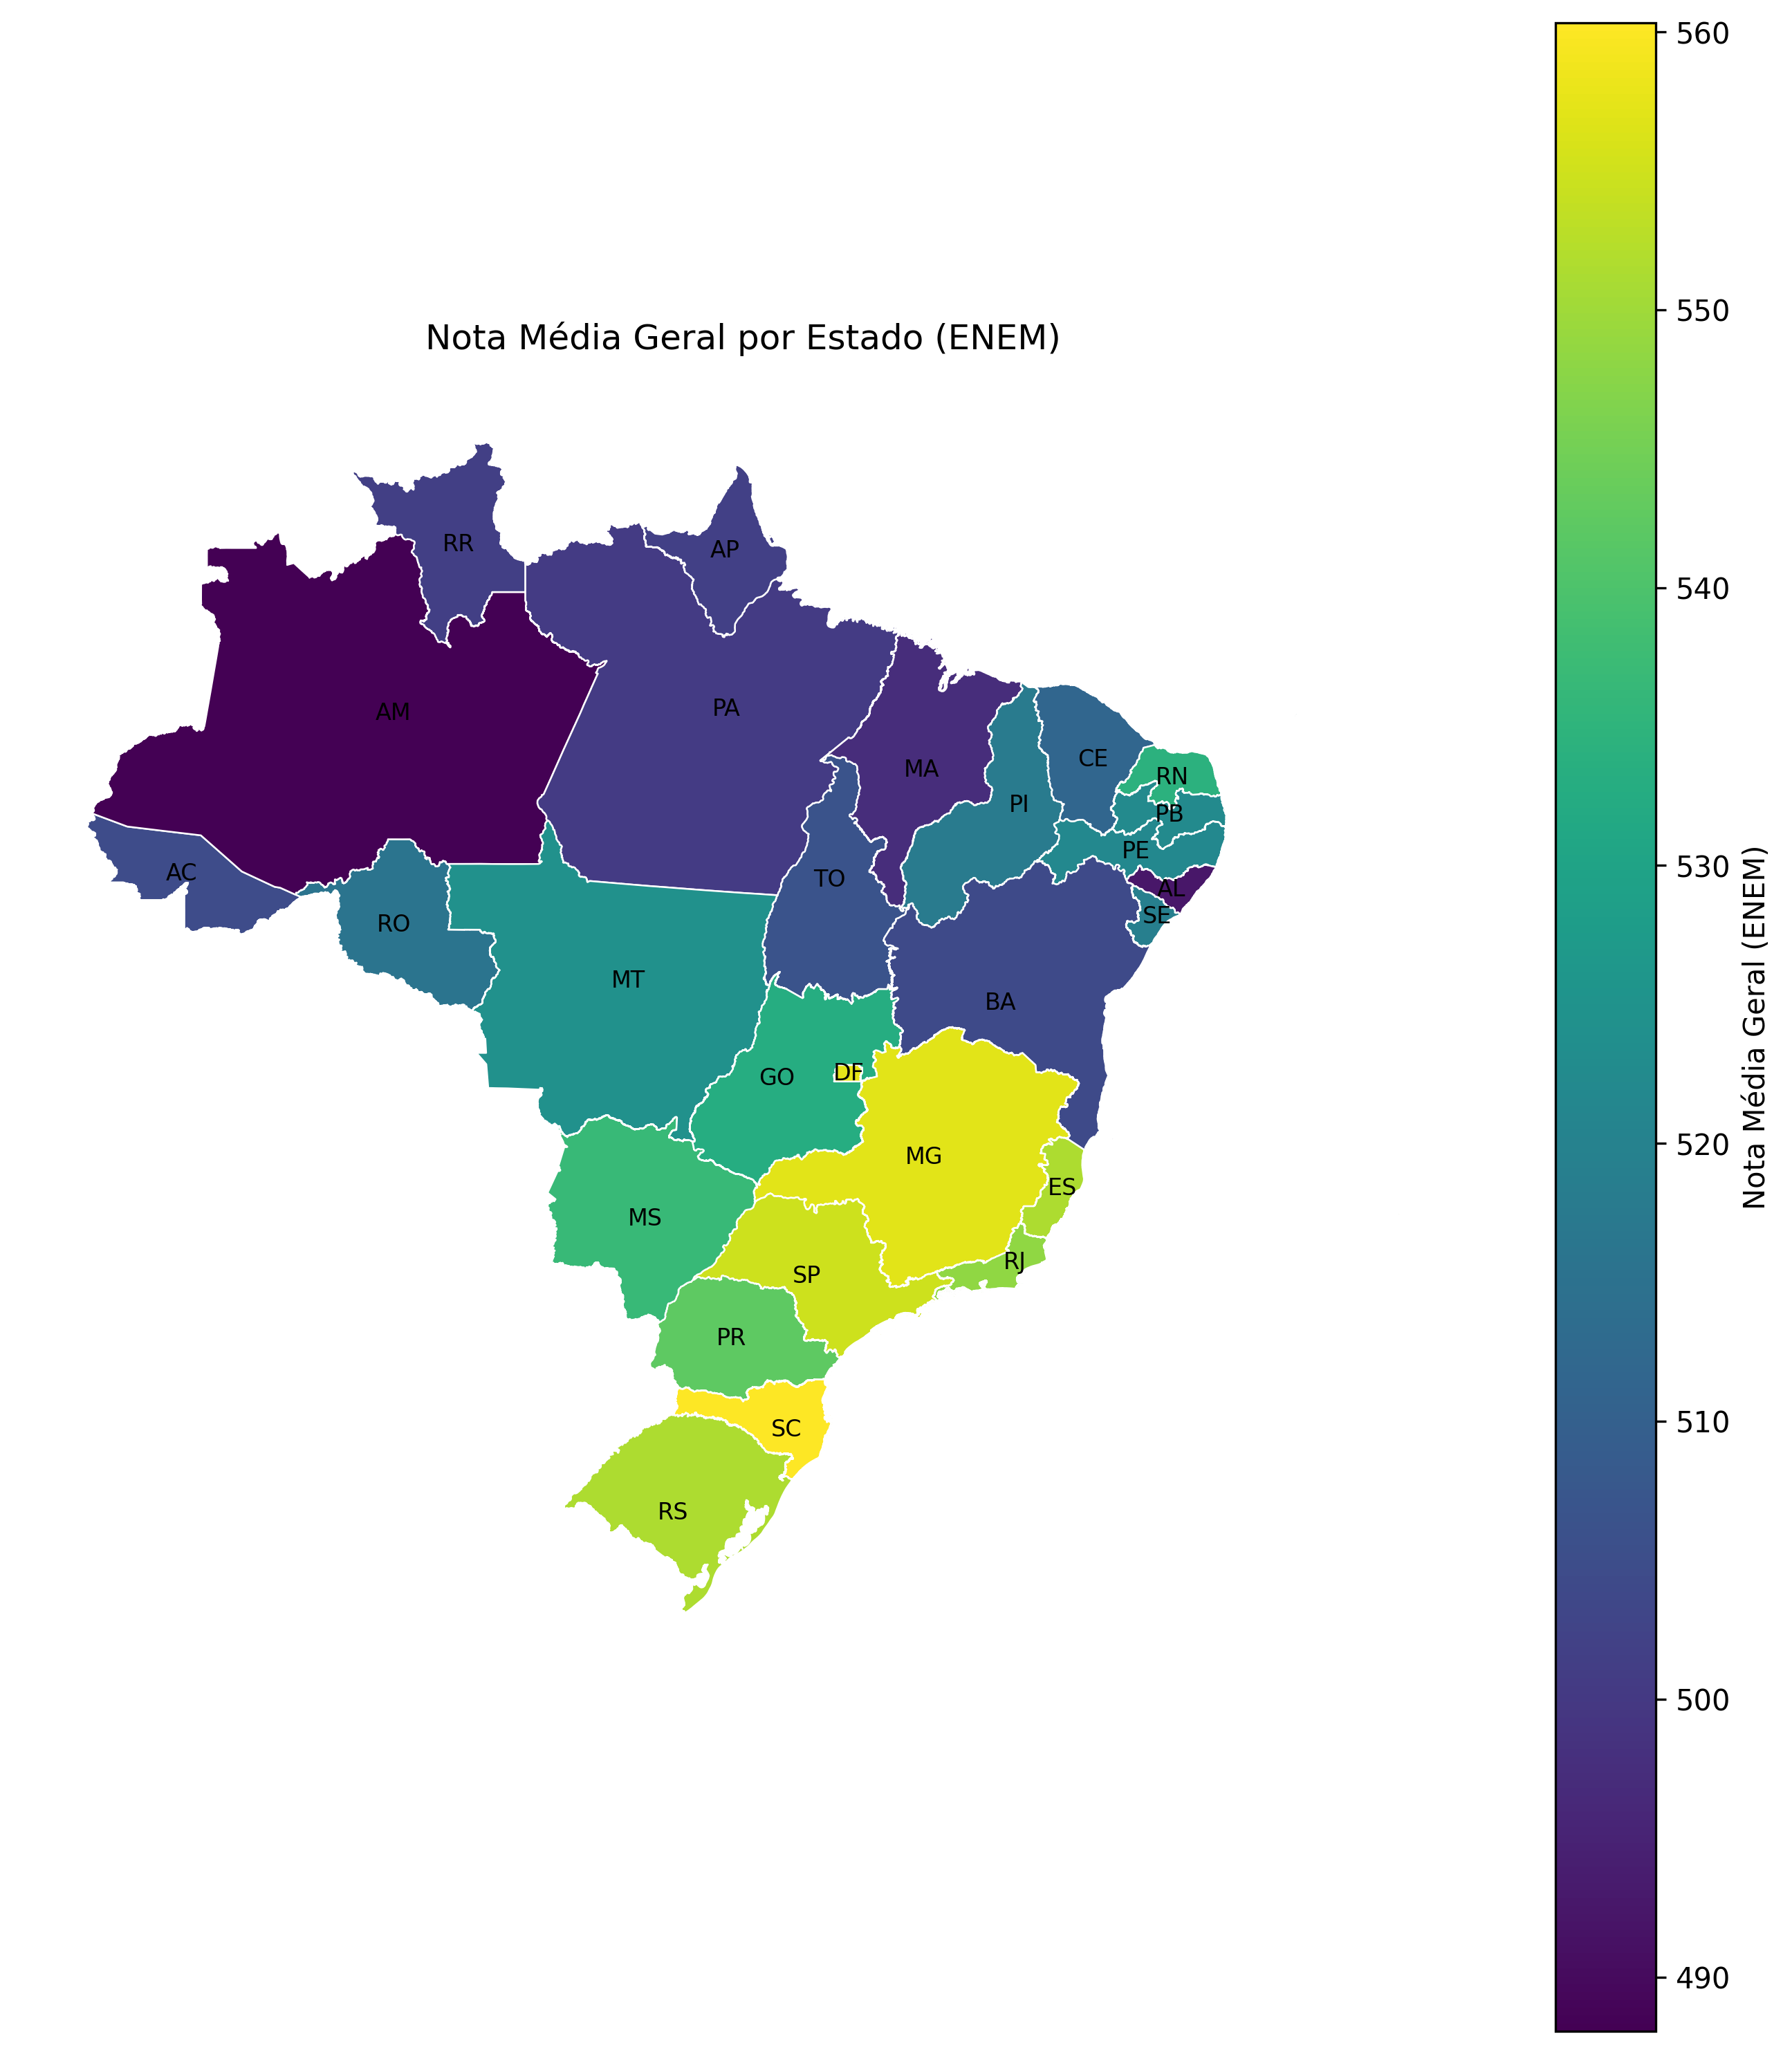 Nota Média Geral por Estado (ENEM)
RR
AP
AM
PA
MA
CE
RN
PI
PB
PE
AC
TO
AL
SE
RO
MT
BA
DF
GO
MG
ES
MS
RJ
SP
PR
SC
RS
560
550
540
530
520
510
500
490
Nota Média Geral (ENEM)